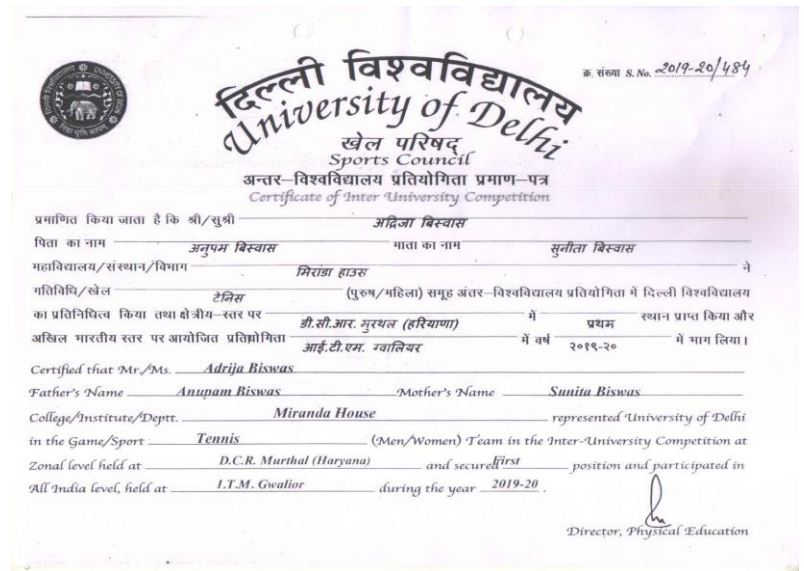 क्र. संख्या S. No. 2019-20/484
दिल्ली विश्वविद्यालय
University of Delhi
खेल परिषद्
Sports Council
अन्तर–विश्वविद्यालय प्रतियोगिता प्रमाण–पत्र
Certificate of Inter University Competition
प्रमाणित किया जाता है कि श्री/सुश्री अद्रिजा बिस्वास
पिता का नाम अनुपम बिस्वास माता का नाम सुनीता बिस्वास
महाविद्यालय/संस्थान/विभाग मिरांडा हाउस ने
गतिविधि/खेल टेनिस (पुरुष/महिला) समूह अंतर–विश्वविद्यालय प्रतियोगिता में दिल्ली विश्वविद्यालय
का प्रतिनिधित्व किया तथा क्षेत्रीय–स्तर पर डी.सी.आर. मुरथल (हरियाणा) में प्रथम स्थान प्राप्त किया और
अखिल भारतीय स्तर पर आयोजित प्रतियोगिता आई.टी.एम. ग्वालियर में वर्ष २०१९-२० में भाग लिया।
Certified that Mr./Ms. Adrija Biswas
Father's Name Anupam Biswas Mother's Name Sunita Biswas
College/Institute/Deptt. Miranda House represented University of Delhi
in the Game/Sport Tennis (Men/Women) Team in the Inter-University Competition at
Zonal level held at D.C.R. Murthal (Haryana) and secured First position and participated in
All India level, held at I.T.M. Gwalior during the year 2019-20.
Director, Physical Education